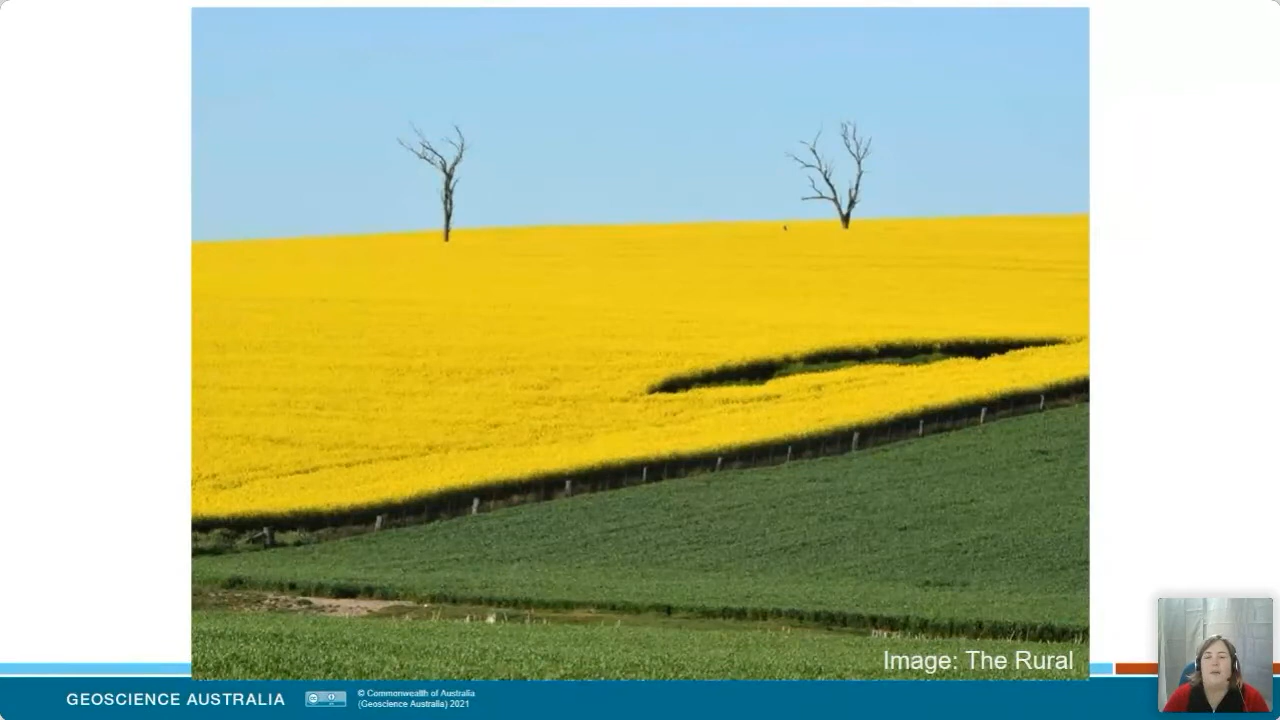 Image: The Rural
GEOSCIENCE AUSTRALIA
© Commonwealth of Australia
(Geoscience Australia) 2021